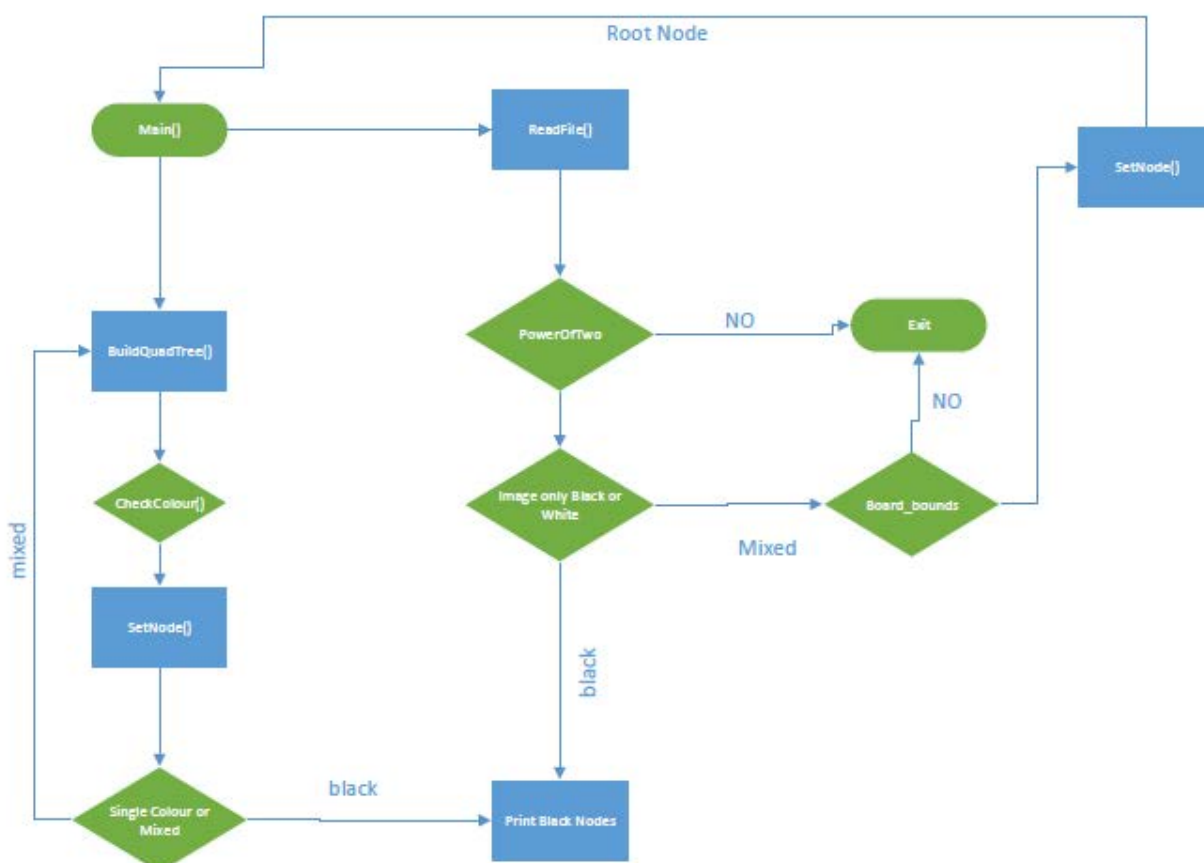 Root Node
Main()
ReadFile()
SetNode()
PowerOfTwo
NO
Exit
BuildQuadTree()
NO
CheckColour()
Image only Black or
White
Board_bounds
Mixed
mixed
SetNode()
black
Single Colour or
Mixed
black
Print Black Nodes